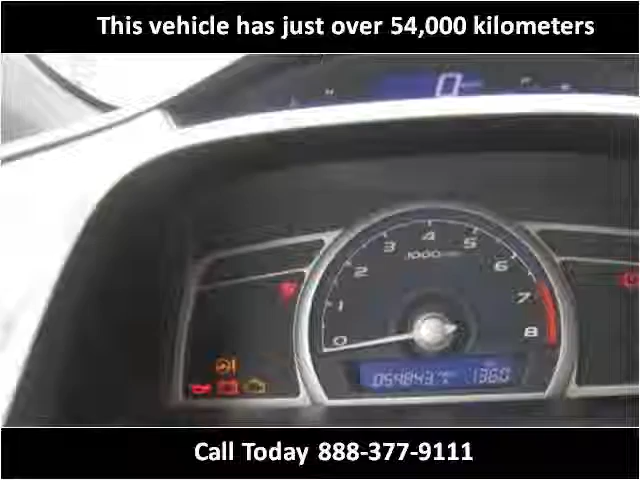 This vehicle has just over 54,000 kilometers
0
0 1 2 3 4 5 6 7 8
054843 1360
Call Today 888-377-9111